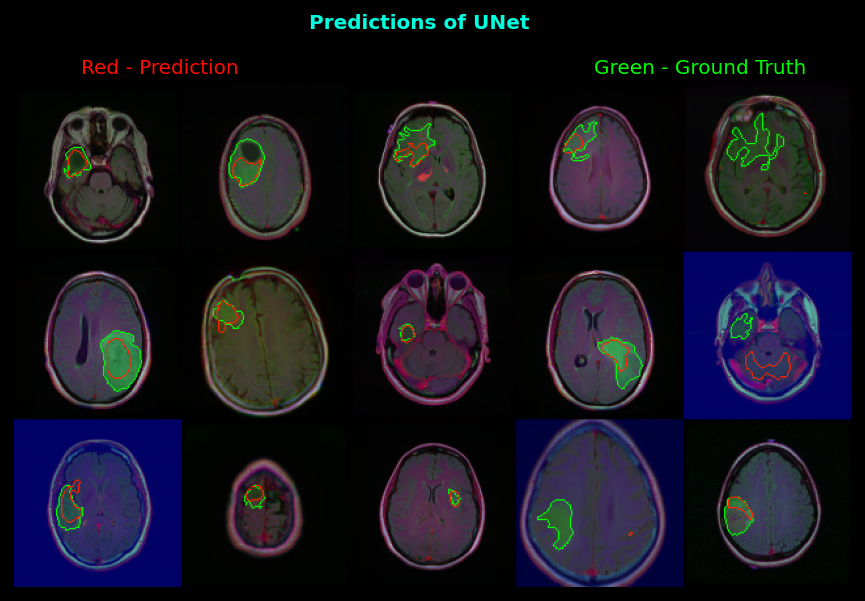 Predictions of UNet
Red - Prediction
Green - Ground Truth